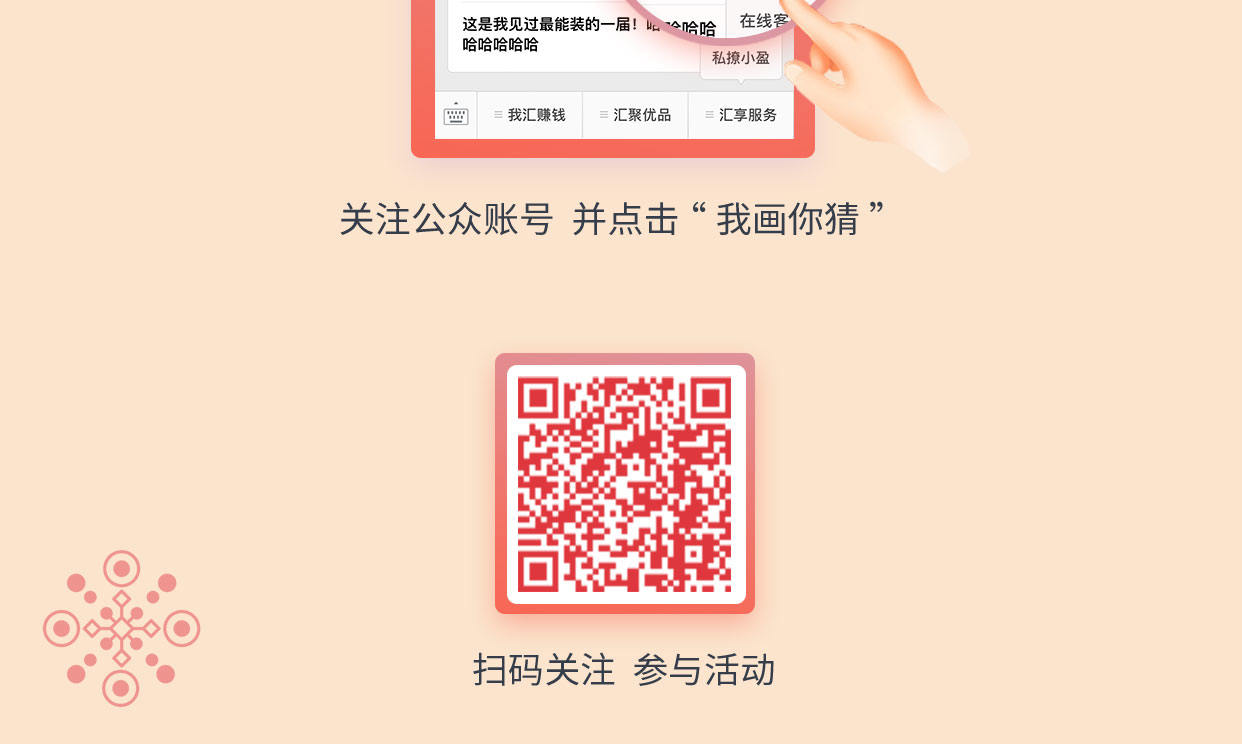 这是我见过最能装的一届！哈哈哈哈
哈哈哈哈哈
在线客
私撩小盈
我汇赚钱
汇聚优品
汇享服务
关注公众账号 并点击“我画你猜”
扫码关注 参与活动